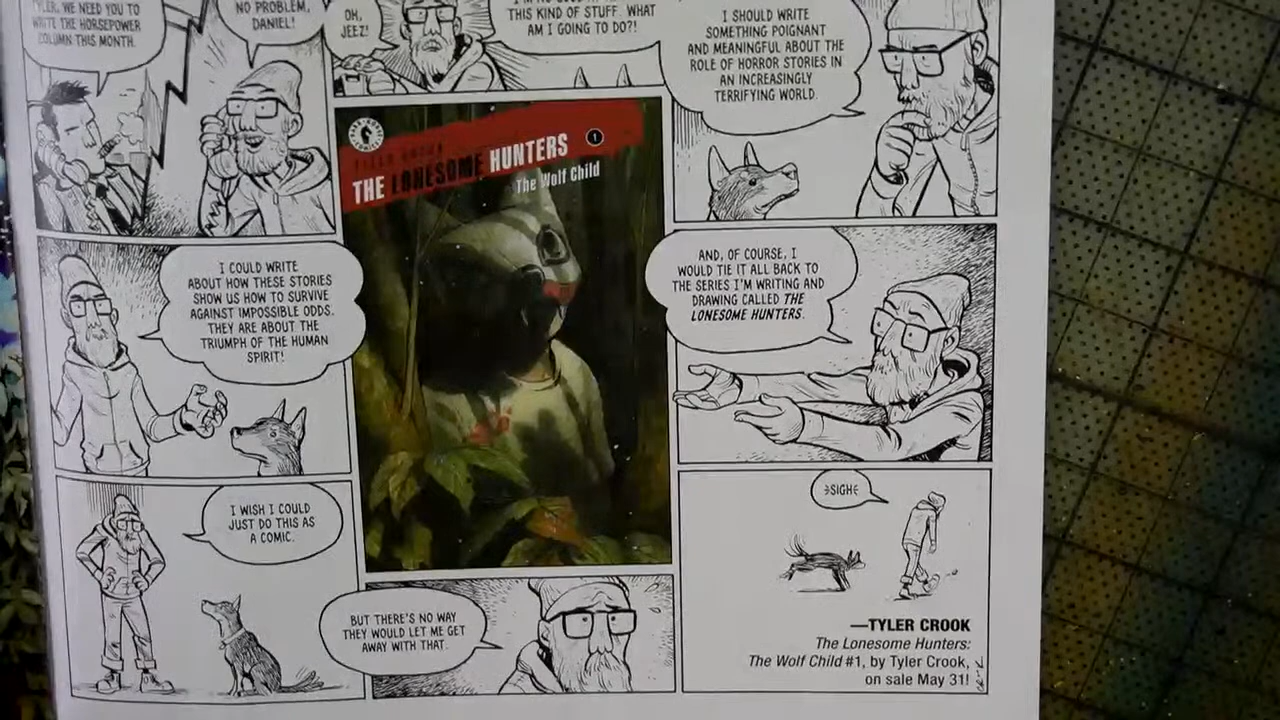 TYLER, WE NEED YOU TO
WRITE THE HORSEPOWER
COLUMN THIS MONTH.
NO PROBLEM,
DANIEL!
OH,
JEEZ!
THIS KIND OF STUFF. WHAT
AM I GOING TO DO?!
I SHOULD WRITE
SOMETHING POIGNANT
AND MEANINGFUL ABOUT THE
ROLE OF HORROR STORIES IN
AN INCREASINGLY
TERRIFYING WORLD.
I COULD WRITE
ABOUT HOW THESE STORIES
SHOW US HOW TO SURVIVE
AGAINST IMPOSSIBLE ODDS.
THEY ARE ABOUT THE
TRIUMPH OF THE HUMAN
SPIRIT!
TYLER CROOK
THE LONESOME HUNTERS
1
The Wolf Child
AND, OF COURSE, I
WOULD TIE IT ALL BACK TO
THE SERIES I'M WRITING AND
DRAWING CALLED THE
LONESOME HUNTERS.
I WISH I COULD
JUST DO THIS AS
A COMIC.
BUT THERE'S NO WAY
THEY WOULD LET ME GET
AWAY WITH THAT.
SIGH
—TYLER CROOK
The Lonesome Hunters:
The Wolf Child #1, by Tyler Crook,
on sale May 31!